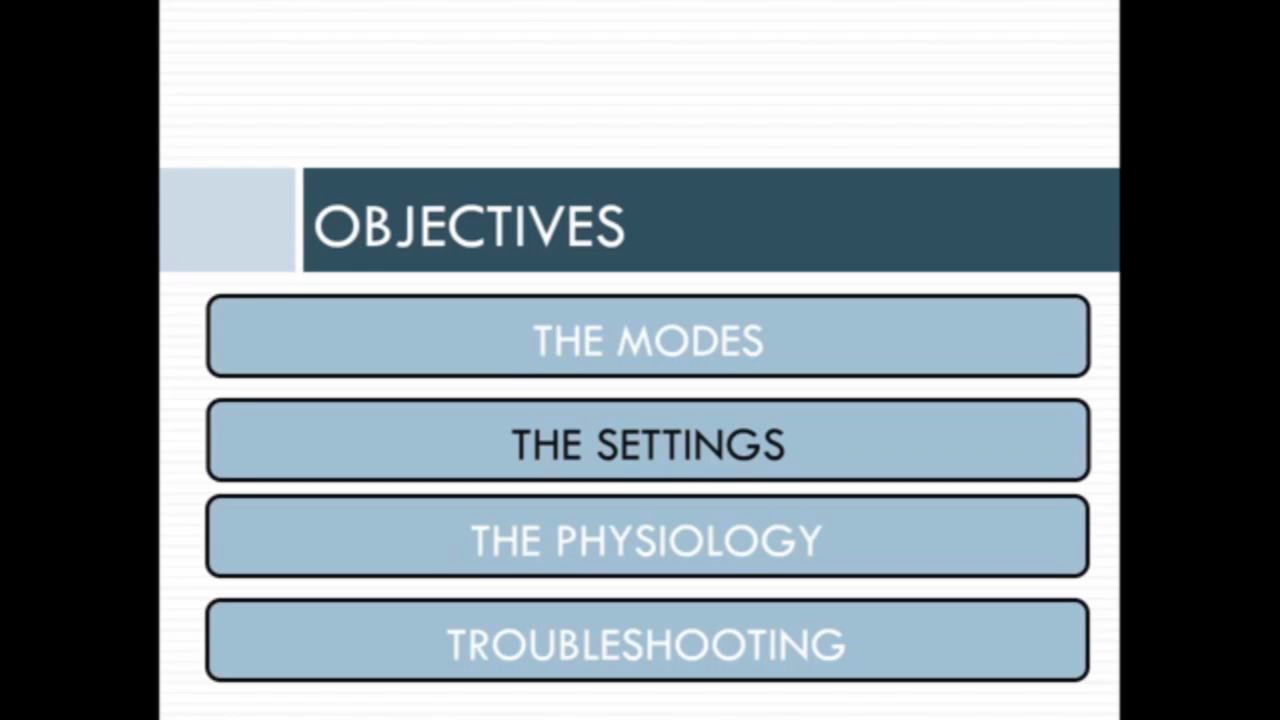 OBJECTIVES
THE MODES
THE SETTINGS
THE PHYSIOLOGY
TROUBLESHOOTING